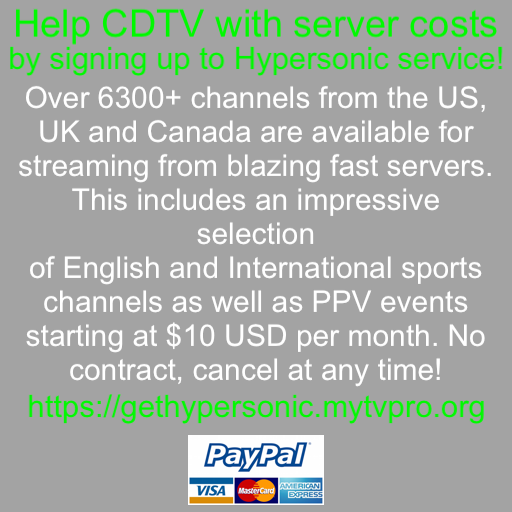 Help CDTV with server costs
by signing up to Hypersonic service!
Over 6300+ channels from the US,
UK and Canada are available for
streaming from blazing fast servers.
This includes an impressive
selection
of English and International sports
channels as well as PPV events
starting at $10 USD per month. No
contract, cancel at any time!
https://gethypersonic.mytvpro.org
PayPal
VISA MasterCard AMERICAN EXPRESS